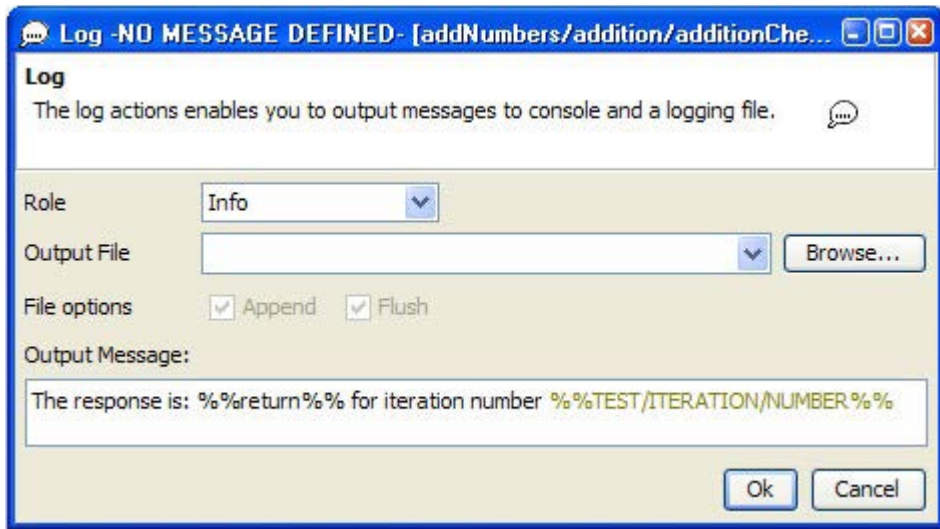 Log -NO MESSAGE DEFINED- [addNumbers/addition/additionChe...
Log
The log actions enables you to output messages to console and a logging file.
Role
Info
Output File
Browse...
File options
Append
Flush
Output Message:
The response is: %%return%% for iteration number %%TEST/ITERATION/NUMBER%%
Ok
Cancel